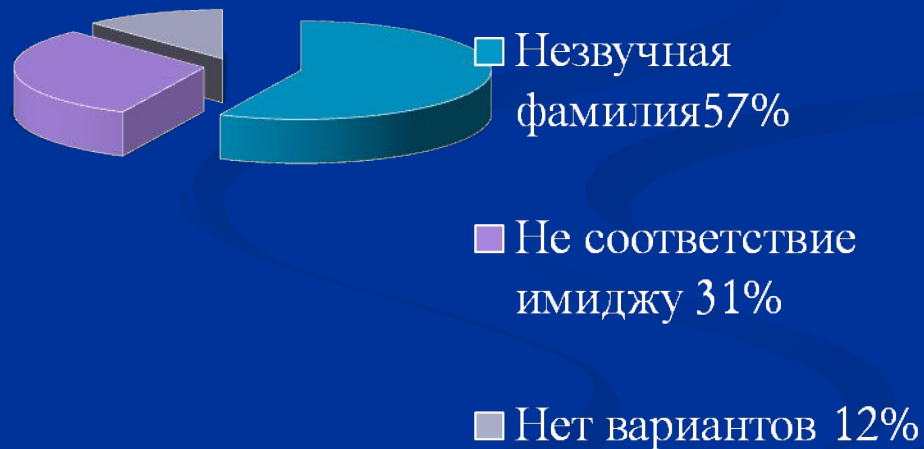 Незвучная
фамилия57%
Не соответствие
имиджу 31%
Нет вариантов 12%